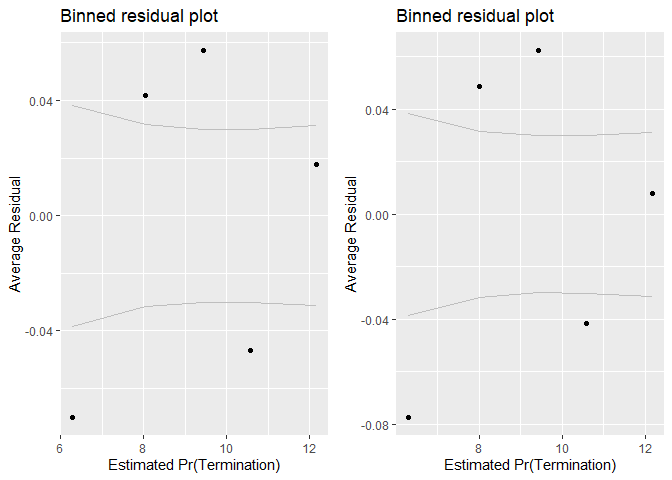 Binned residual plot
Average Residual
0.04
0.00
-0.04
6
8
10
12
Estimated Pr(Termination)
Binned residual plot
Average Residual
0.04
0.00
-0.04
-0.08
8
10
12
Estimated Pr(Termination)